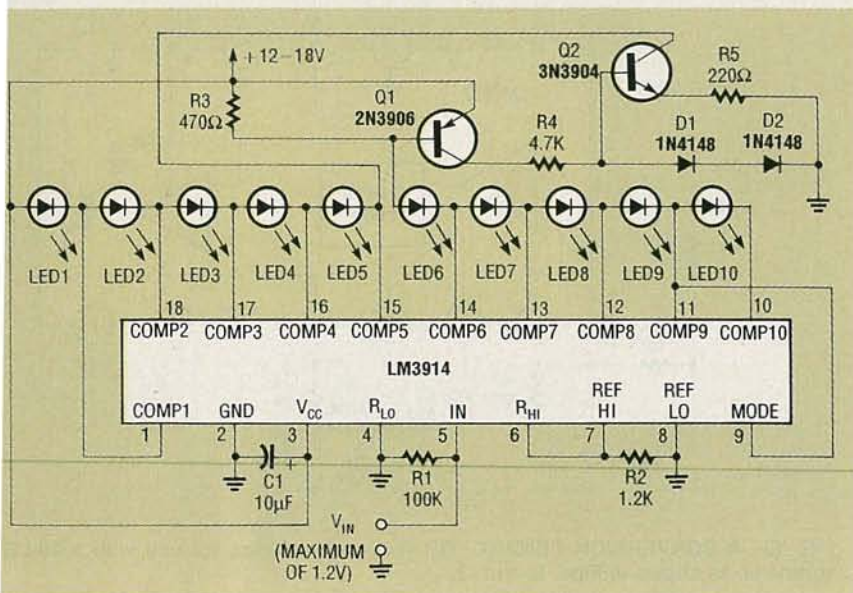 +12–18V
R3
470Ω
Q1
2N3906
Q2
3N3904
R5
220Ω
R4
4.7K
D1
1N4148
D2
1N4148
LED1
LED2
LED3
LED4
LED5
LED6
LED7
LED8
LED9
LED10
18
17
16
15
14
13
12
11
10
COMP2
COMP3
COMP4
COMP5
COMP6
COMP7
COMP8
COMP9
COMP10
LM3914
COMP1
GND
VCC
RLO
IN
RHI
REF
HI
REF
LO
MODE
1
2
3
4
5
6
7
8
9
C1
10µF
+
R1
100K
R2
1.2K
VIN
(MAXIMUM
OF 1.2V)